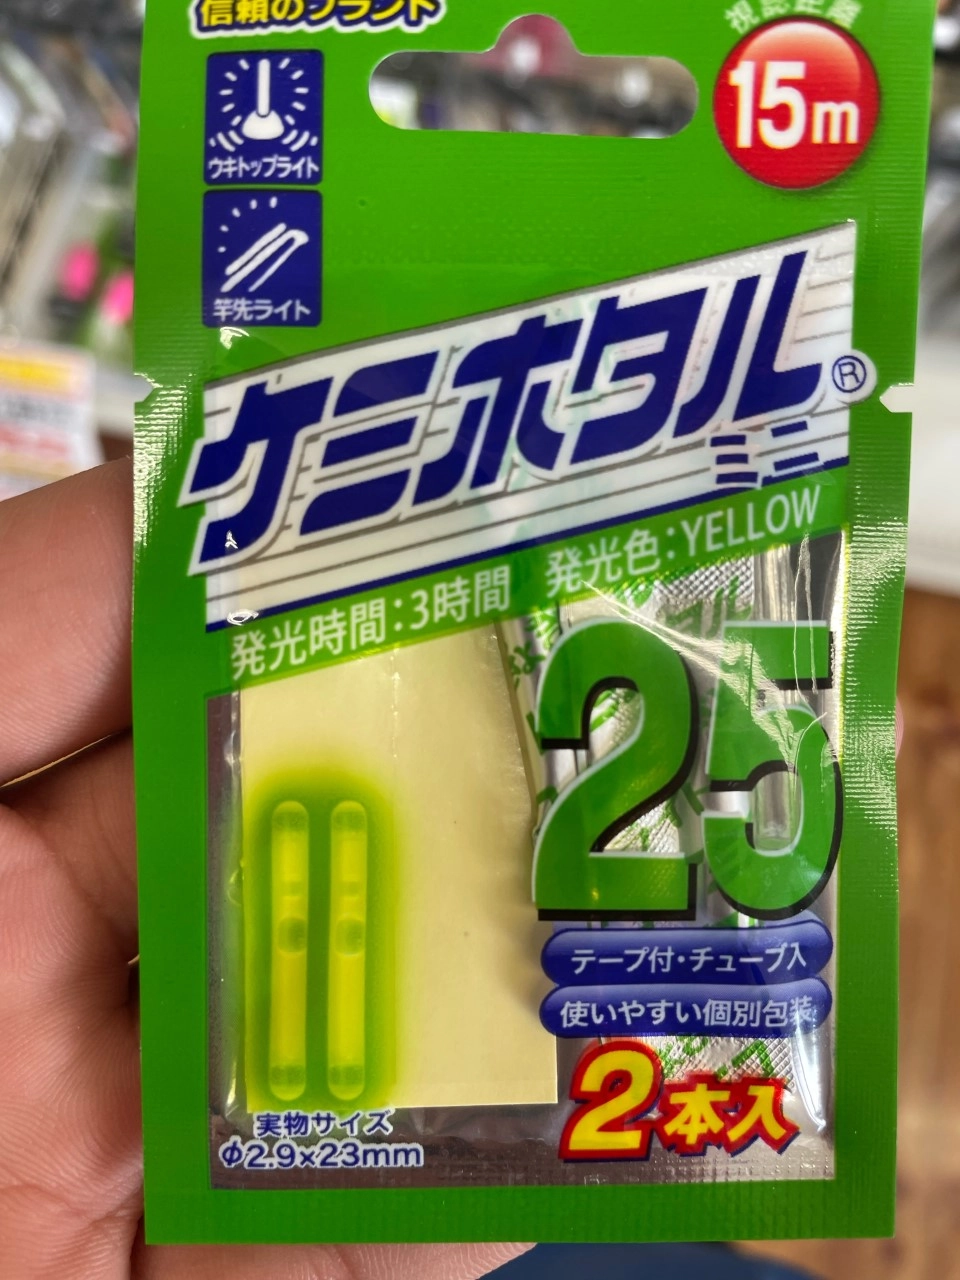 信頼のブランド
視認距離
15m
ウキトップライト
竿先ライト
ケミホタル®
ミニ
発光時間:3時間 発光色:YELLOW
25
テープ付・チューブ入
使いやすい個別包装
2本入
実物サイズ
φ2.9×23mm